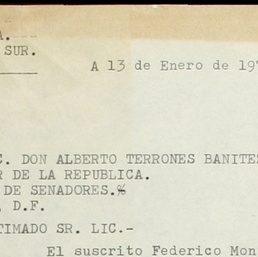 A.
SUR.
A 13 de Enero de 19
C. DON ALBERTO TERRONES BANITES
R DE LA REPUBLICA.
DE SENADORES.%
, D.F.
TIMADO SR. LIC.-
El suscrito Federico Mon